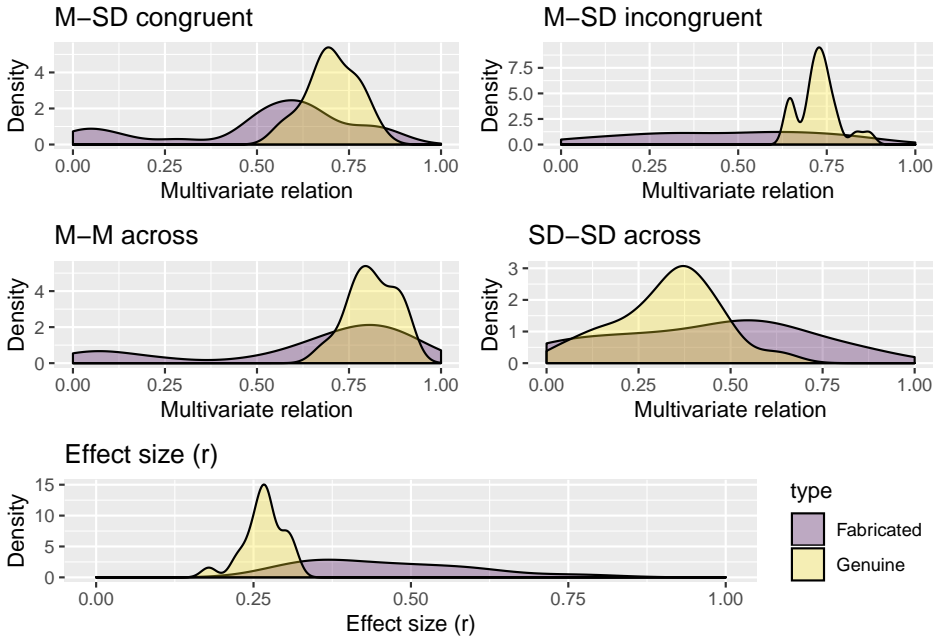 M−SD congruent
Density
4
2
0
0.00 0.25 0.50 0.75 1.00
Multivariate relation
M−SD incongruent
Density
7.5
5.0
2.5
0.0
0.00 0.25 0.50 0.75 1.00
Multivariate relation
M−M across
Density
4
2
0
0.00 0.25 0.50 0.75 1.00
Multivariate relation
SD−SD across
Density
3
2
1
0
0.00 0.25 0.50 0.75 1.00
Multivariate relation
Effect size (r)
Density
15
10
5
0
0.00 0.25 0.50 0.75 1.00
Effect size (r)
type
Fabricated
Genuine